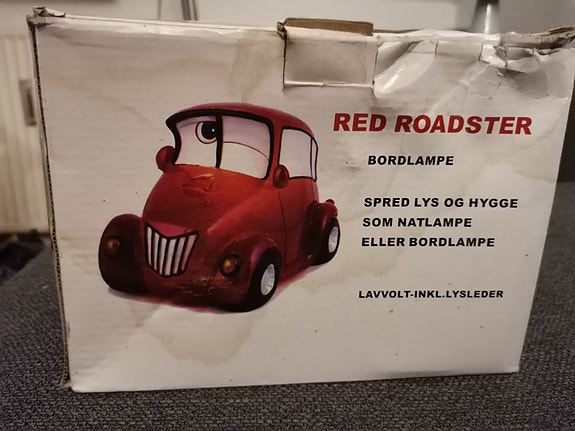 RED ROADSTER
BORDLAMPE
SPRED LYS OG HYGGE
SOM NATLAMPE
ELLER BORDLAMPE
LAVVOLT-INKL.LYSLEDER